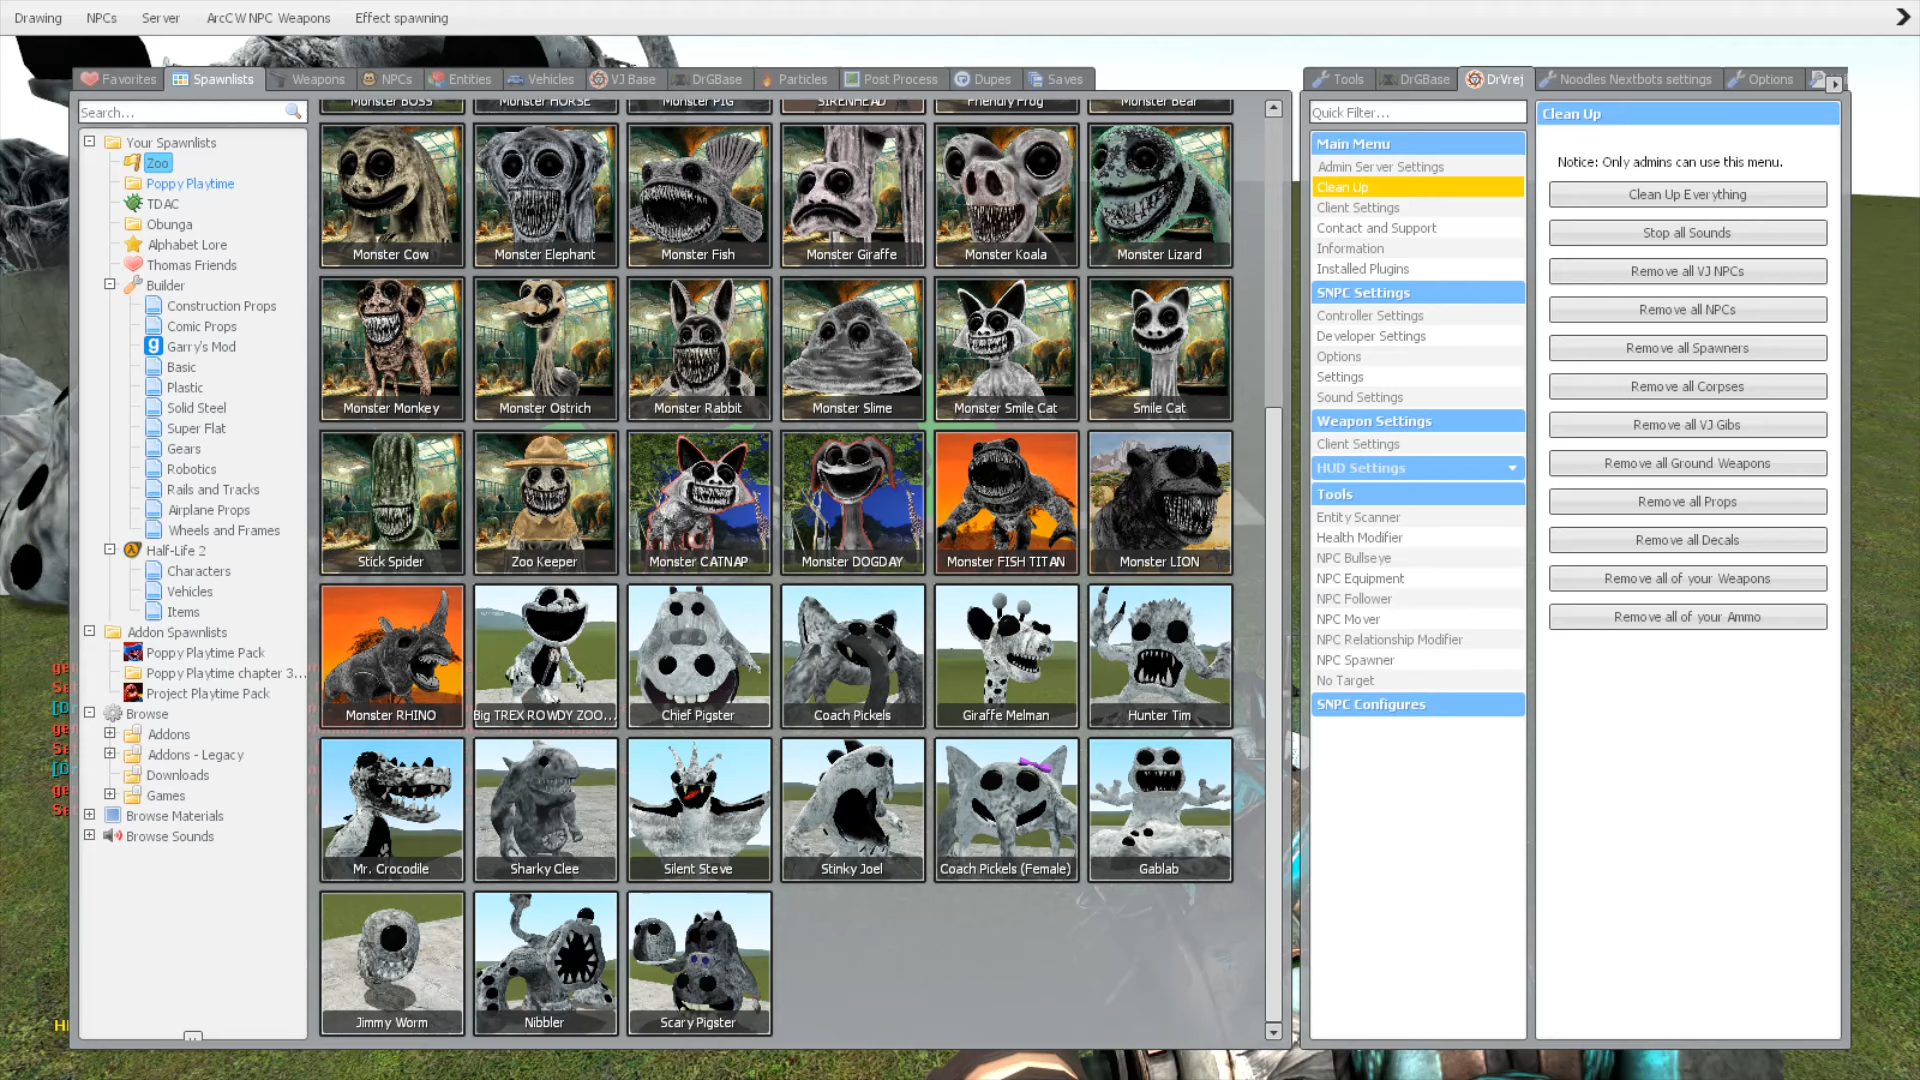 Drawing NPCs Server ArcCW NPC Weapons Effect spawning
Favorites Spawnlists Weapons NPCs Entities Vehicles VJ Base DrGBase Particles Post Process Dupes Saves
Search...
Your Spawnlists
Zoo
Poppy Playtime
TDAC
Obunga
Alphabet Lore
Thomas Friends
Builder
Construction Props
Comic Props
Garry's Mod
Basic
Plastic
Solid Steel
Super Flat
Gears
Robotics
Rails and Tracks
Airplane Props
Wheels and Frames
Half-Life 2
Characters
Vehicles
Items
Addon Spawnlists
Poppy Playtime Pack
Poppy Playtime chapter 3...
Project Playtime Pack
Browse
Addons
Addons - Legacy
Downloads
Games
Browse Materials
Browse Sounds
Monster BOSS Monster HORSE Monster PIG SIRENHEAD Friendly Frog Monster Bear
Monster Cow Monster Elephant Monster Fish Monster Giraffe Monster Koala Monster Lizard
Monster Monkey Monster Ostrich Monster Rabbit Monster Slime Monster Smile Cat Smile Cat
Stick Spider Zoo Keeper Monster CATNAP Monster DOGDAY Monster FISH TITAN Monster LION
Monster RHINO Big TREX ROWDY ZOO... Chief Pigster Coach Pickels Giraffe Melman Hunter Tim
Mr. Crocodile Sharky Clee Silent Steve Stinky Joel Coach Pickels (Female) Gablab
Jimmy Worm Nibbler Scary Pigster
Tools DrGBase DrVrej Noodles Nextbots settings Options
Quick Filter...
Main Menu
Admin Server Settings
Clean Up
Client Settings
Contact and Support
Information
Installed Plugins
SNPC Settings
Controller Settings
Developer Settings
Options
Settings
Sound Settings
Weapon Settings
Client Settings
HUD Settings
Tools
Entity Scanner
Health Modifier
NPC Bullseye
NPC Equipment
NPC Follower
NPC Mover
NPC Relationship Modifier
NPC Spawner
No Target
SNPC Configures
Clean Up
Notice: Only admins can use this menu.
Clean Up Everything
Stop all Sounds
Remove all VJ NPCs
Remove all NPCs
Remove all Spawners
Remove all Corpses
Remove all VJ Gibs
Remove all Ground Weapons
Remove all Props
Remove all Decals
Remove all of your Weapons
Remove all of your Ammo